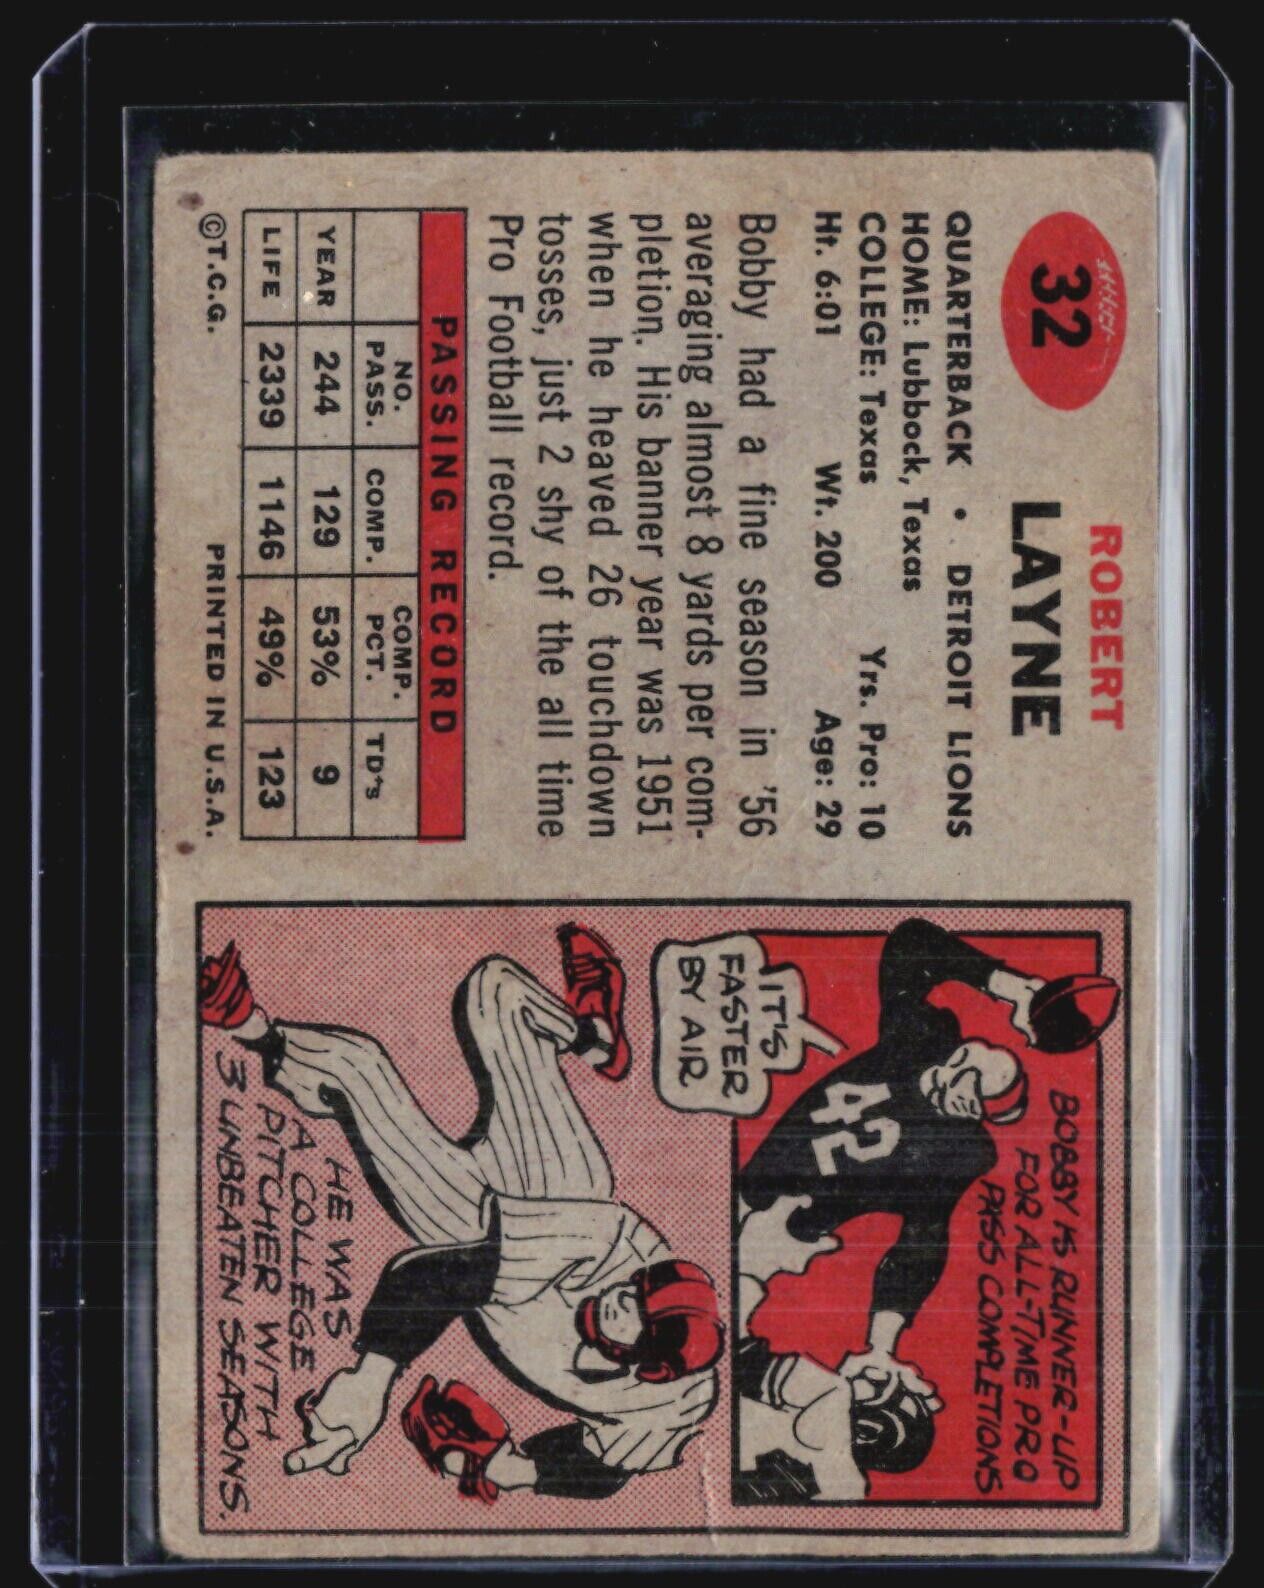 32
ROBERT
LAYNE
QUARTERBACK • DETROIT LIONS
HOME: Lubbock, Texas
COLLEGE: Texas Yrs. Pro: 10
Ht. 6:01 Wt. 200 Age: 29
Bobby had a fine season in '56
averaging almost 8 yards per com-
pletion. His banner year was 1951
when he heaved 26 touchdown
tosses, just 2 shy of the all time
Pro Football record.
PASSING RECORD
NO. PASS. COMP. COMP. PCT. TD's
YEAR 244 129 53% 9
LIFE 2339 1146 49% 123
©T.C.G. PRINTED IN U.S.A.
BOBBY IS RUNNER-UP
FOR ALL-TIME PRO
PASS COMPLETIONS
42
IT'S
FASTER
BY AIR
HE WAS
A COLLEGE
PITCHER WITH
3 UNBEATEN SEASONS.